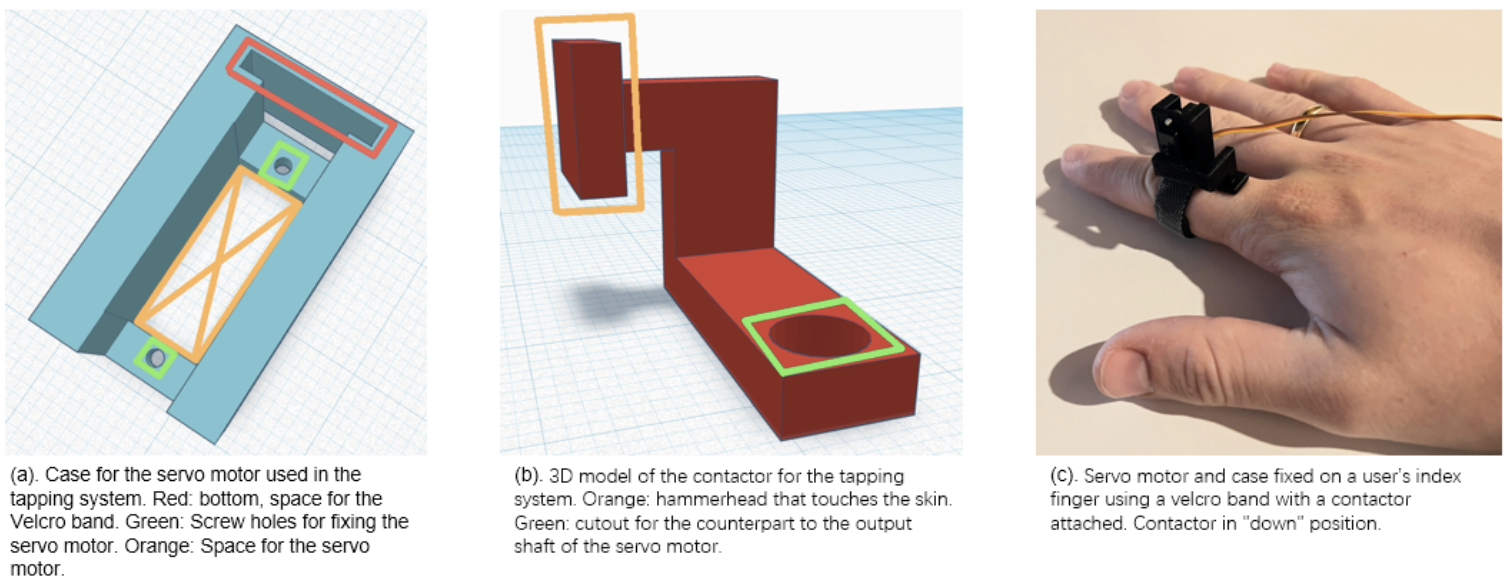 (a). Case for the servo motor used in the
tapping system. Red: bottom, space for the
Velcro band. Green: Screw holes for fixing the
servo motor. Orange: Space for the servo
motor.
(b). 3D model of the contactor for the tapping
system. Orange: hammerhead that touches the skin.
Green: cutout for the counterpart to the output
shaft of the servo motor.
(c). Servo motor and case fixed on a user's index
finger using a velcro band with a contactor
attached. Contactor in "down" position.